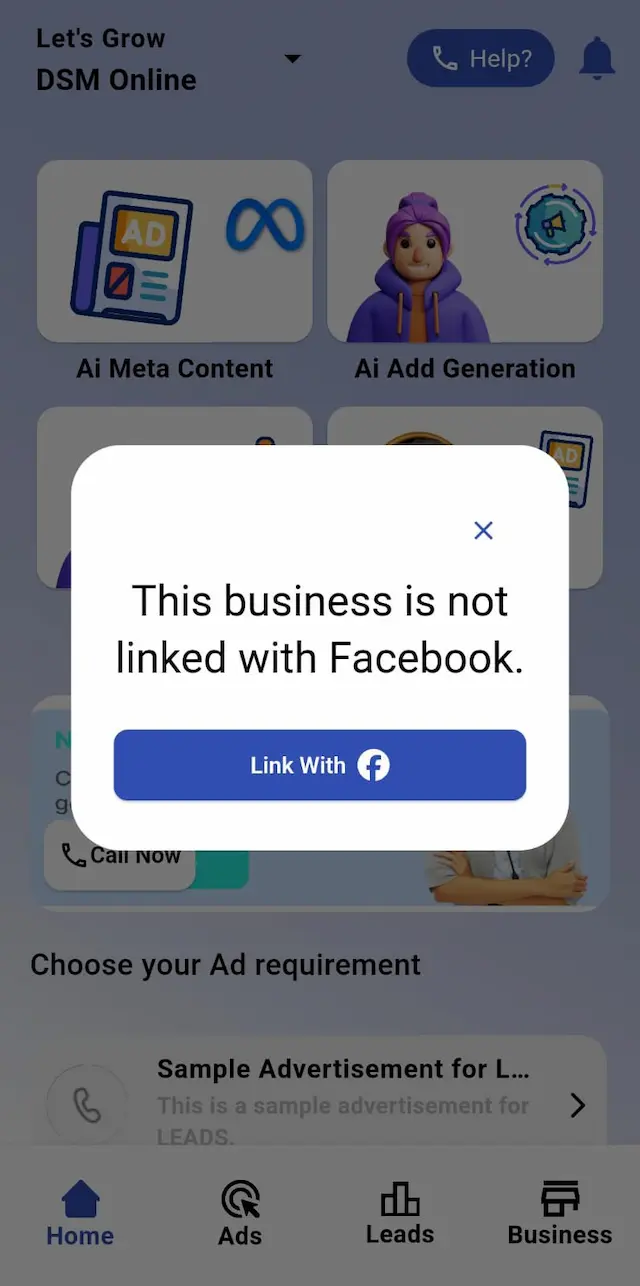 Let's Grow
DSM Online
Help?
AD
Ai Meta Content
Ai Add Generation
AD
This business is not
linked with Facebook.
Link With
Call Now
Choose your Ad requirement
Sample Advertisement for L...
This is a sample advertisement for
LEADS.
Home
Ads
Leads
Business